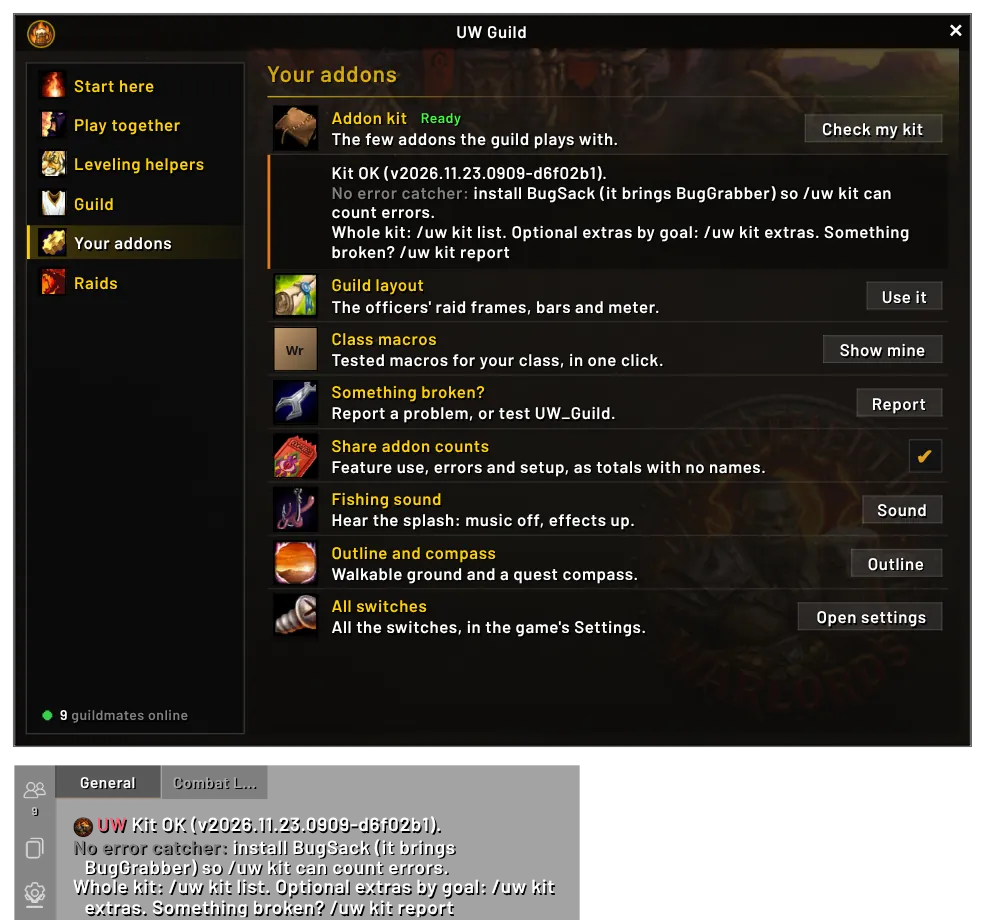 UW Guild
Start here
Play together
Leveling helpers
Guild
Your addons
Raids
9 guildmates online
Your addons
Addon kit Ready
The few addons the guild plays with.
Check my kit
Kit OK (v2026.11.23.0909-d6f02b1).
No error catcher: install BugSack (it brings BugGrabber) so /uw kit can
count errors.
Whole kit: /uw kit list. Optional extras by goal: /uw kit extras. Something
broken? /uw kit report
Guild layout
The officers' raid frames, bars and meter.
Use it
Wr
Class macros
Tested macros for your class, in one click.
Show mine
Something broken?
Report a problem, or test UW_Guild.
Report
Share addon counts
Feature use, errors and setup, as totals with no names.
Fishing sound
Hear the splash: music off, effects up.
Sound
Outline and compass
Walkable ground and a quest compass.
Outline
All switches
All the switches, in the game's Settings.
Open settings
WARLORDS
General
Combat L...
9
UW Kit OK (v2026.11.23.0909-d6f02b1).
No error catcher: install BugSack (it brings
BugGrabber) so /uw kit can count errors.
Whole kit: /uw kit list. Optional extras by goal: /uw kit
extras. Something broken? /uw kit report